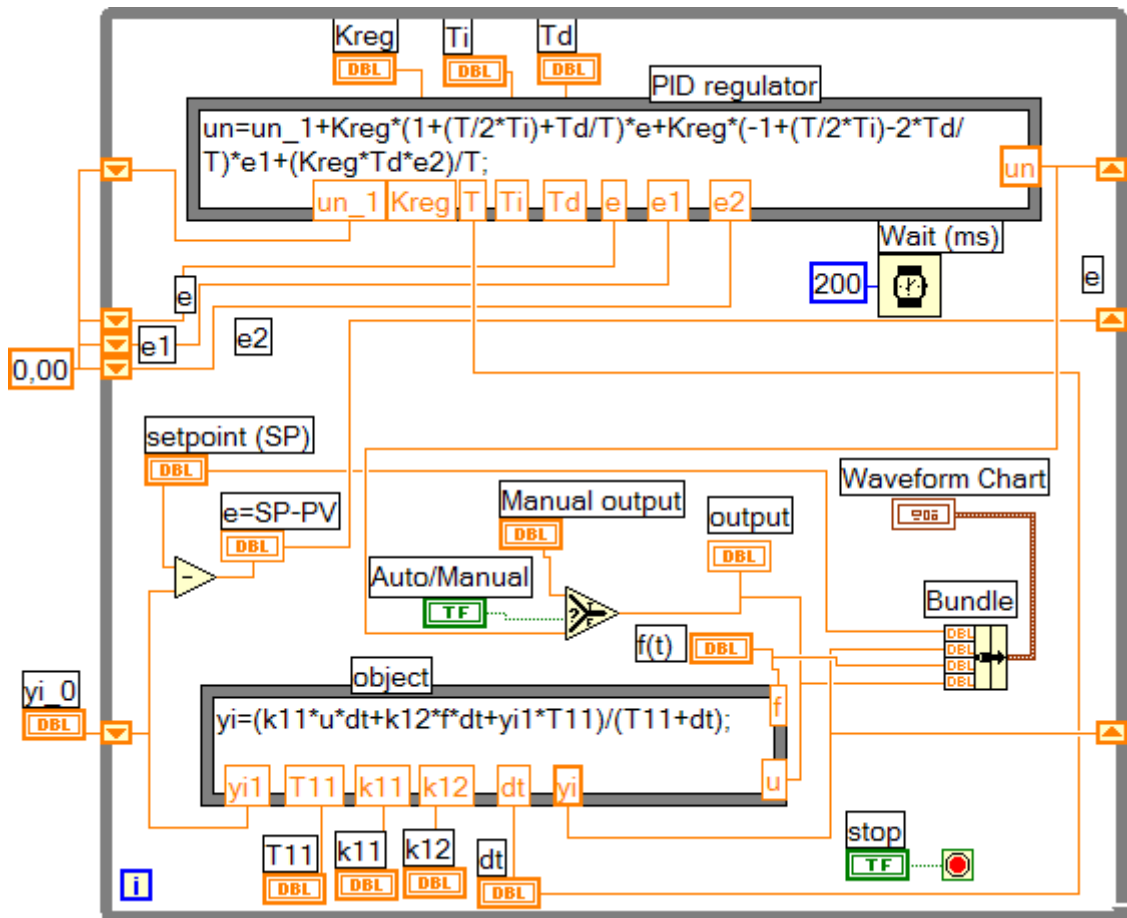 Kreg Ti Td
DBL DBL DBL
PID regulator
un=un_1+Kreg*(1+(T/2*Ti)+Td/T)*e+Kreg*(-1+(T/2*Ti)-2*Td/
T)*e1+(Kreg*Td*e2)/T;
un
un_1 Kreg T Ti Td e e1 e2
Wait (ms)
200
e e
e1 e2
0,00
setpoint (SP)
DBL
Waveform Chart
e=SP-PV
DBL
Manual output
DBL
output
DBL
Auto/Manual
TF
? T F
Bundle
DBL
DBL
DBL
DBL
f(t) DBL
object
yi_0
DBL
yi=(k11*u*dt+k12*f*dt+yi1*T11)/(T11+dt);
f
u
yi1 T11 k11 k12 dt yi
stop
TF
T11 k11 k12 dt
DBL DBL DBL DBL
i